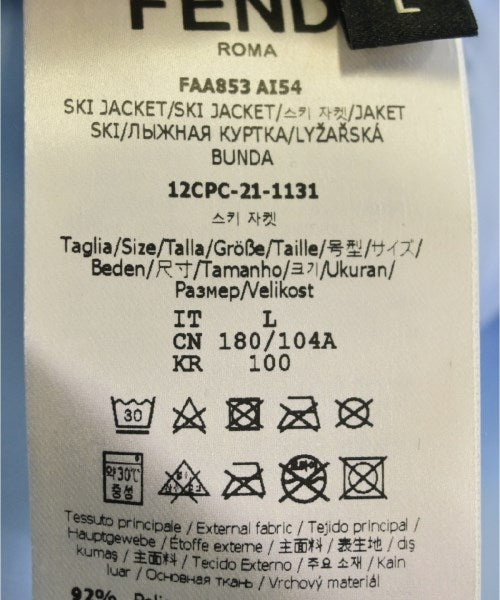 FEND
L
ROMA
FAA853 AI54
SKI JACKET/SKI JACKET/스키 자켓/JAKET
SKI/ЛЫЖНАЯ КУРТКА/LYŽAŘSKÁ
BUNDA
12CPC-21-1131
스키 자켓
Taglia/Size/Talla/Größe/Taille/号型/サイズ/
Beden/尺寸/Tamanho/크기/Ukuran/
Размер/Velikost
IT L
CN 180/104A
KR 100
30
약30℃
중성
Tessuto principale / External fabric / Tejido principal /
Hauptgewebe / Étoffe externe / 主面料 / 表生地 / dış
kumaş / 主面料 / Tecido Externo / 주요 소재 / Kain
luar / Основная ткань / Vrchový materiál
92%